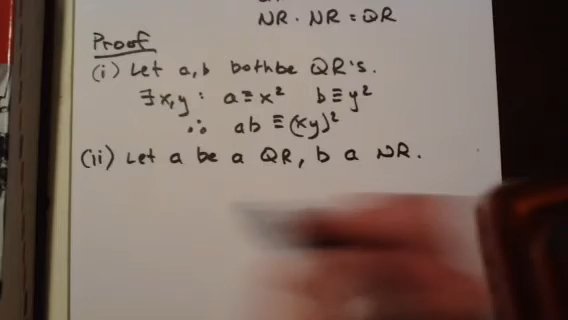 NR · NR = QR
Proof
(i) Let a, b both be QR's.
∃x,y : a ≡ x² b ≡ y²
∴ ab ≡ (xy)²
(ii) Let a be a QR, b a NR.